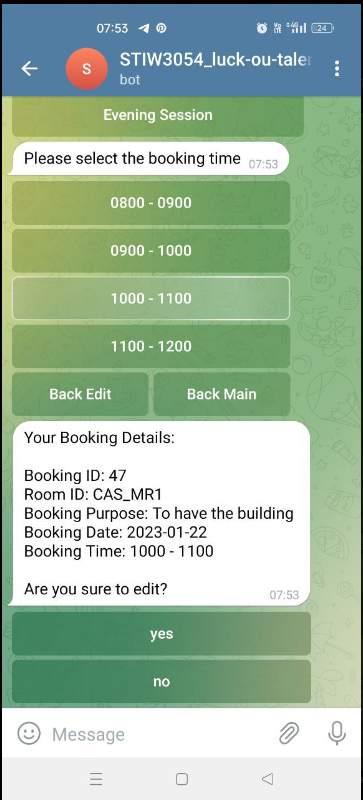 07:53
24
STIW3054_luck-ou-taler
bot
Evening Session
Please select the booking time 07:53
0800 - 0900
0900 - 1000
1000 - 1100
1100 - 1200
Back Edit Back Main
Your Booking Details:
Booking ID: 47
Room ID: CAS_MR1
Booking Purpose: To have the building
Booking Date: 2023-01-22
Booking Time: 1000 - 1100
Are you sure to edit?
07:53
yes
no
Message